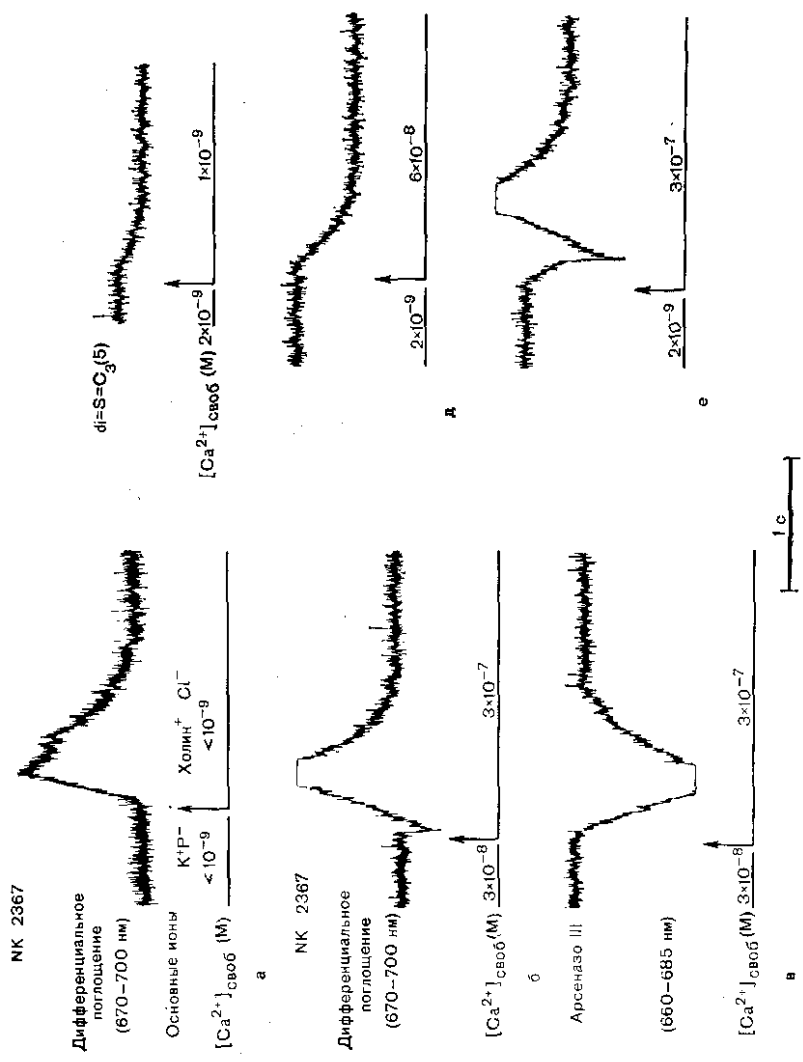 NK 2367
Дифференциальное
поглощение
(670–700 нм)
Основные ионы
K⁺P⁻
Холин⁺ Cl⁻
[Ca²⁺]своб (М)
<10⁻⁹
<10⁻⁹
а
NK 2367
Дифференциальное
поглощение
(670–700 нм)
[Ca²⁺]своб (М)
3×10⁻⁸
3×10⁻⁷
б
Арсеназо III
(660–685 нм)
[Ca²⁺]своб (М)
3×10⁻⁸
3×10⁻⁷
в
1 с
di=S=C₃(5)
[Ca²⁺]своб (М)
2×10⁻⁹
1×10⁻⁹
2×10⁻⁹
6×10⁻⁸
д
2×10⁻⁹
3×10⁻⁷
е